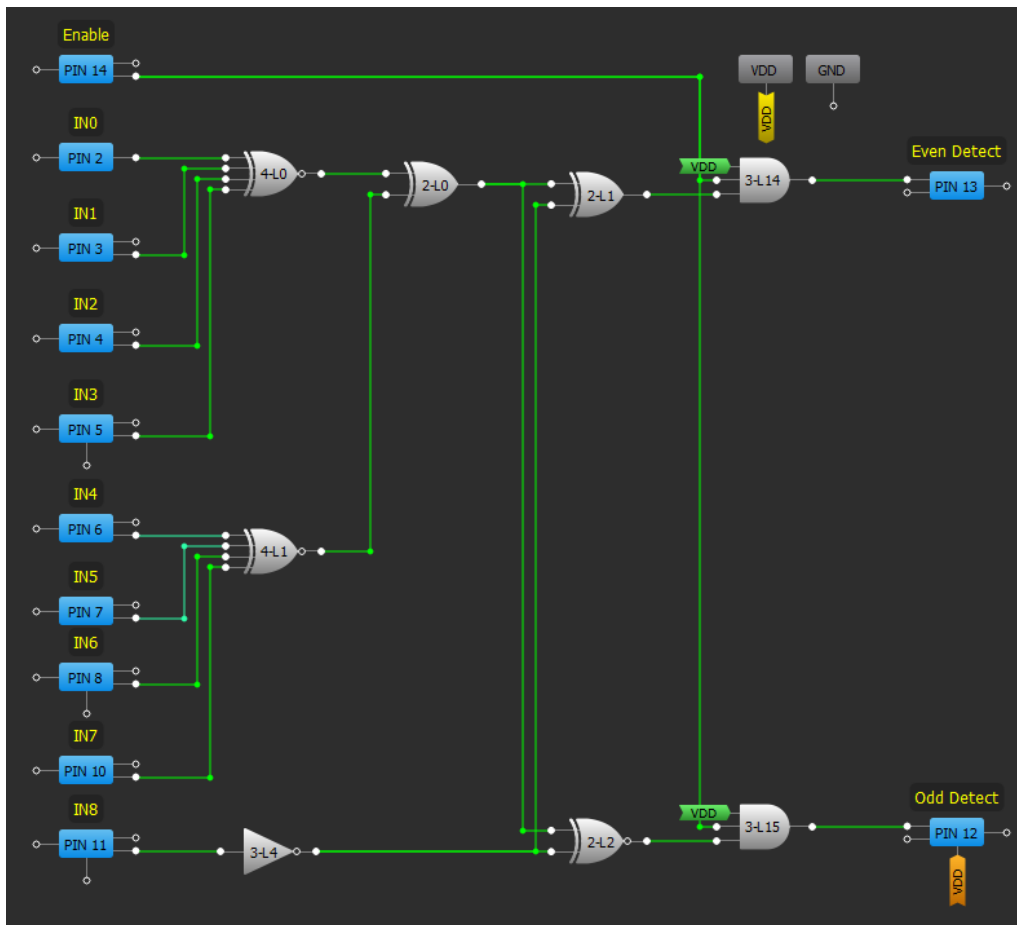 Enable
PIN 14
VDD
GND
VDD
IN0
PIN 2
4-L0
2-L0
2-L1
VDD
3-L14
Even Detect
PIN 13
IN1
PIN 3
IN2
PIN 4
IN3
PIN 5
IN4
PIN 6
4-L1
IN5
PIN 7
IN6
PIN 8
IN7
PIN 10
IN8
PIN 11
3-L4
2-L2
VDD
3-L15
Odd Detect
PIN 12
VDD